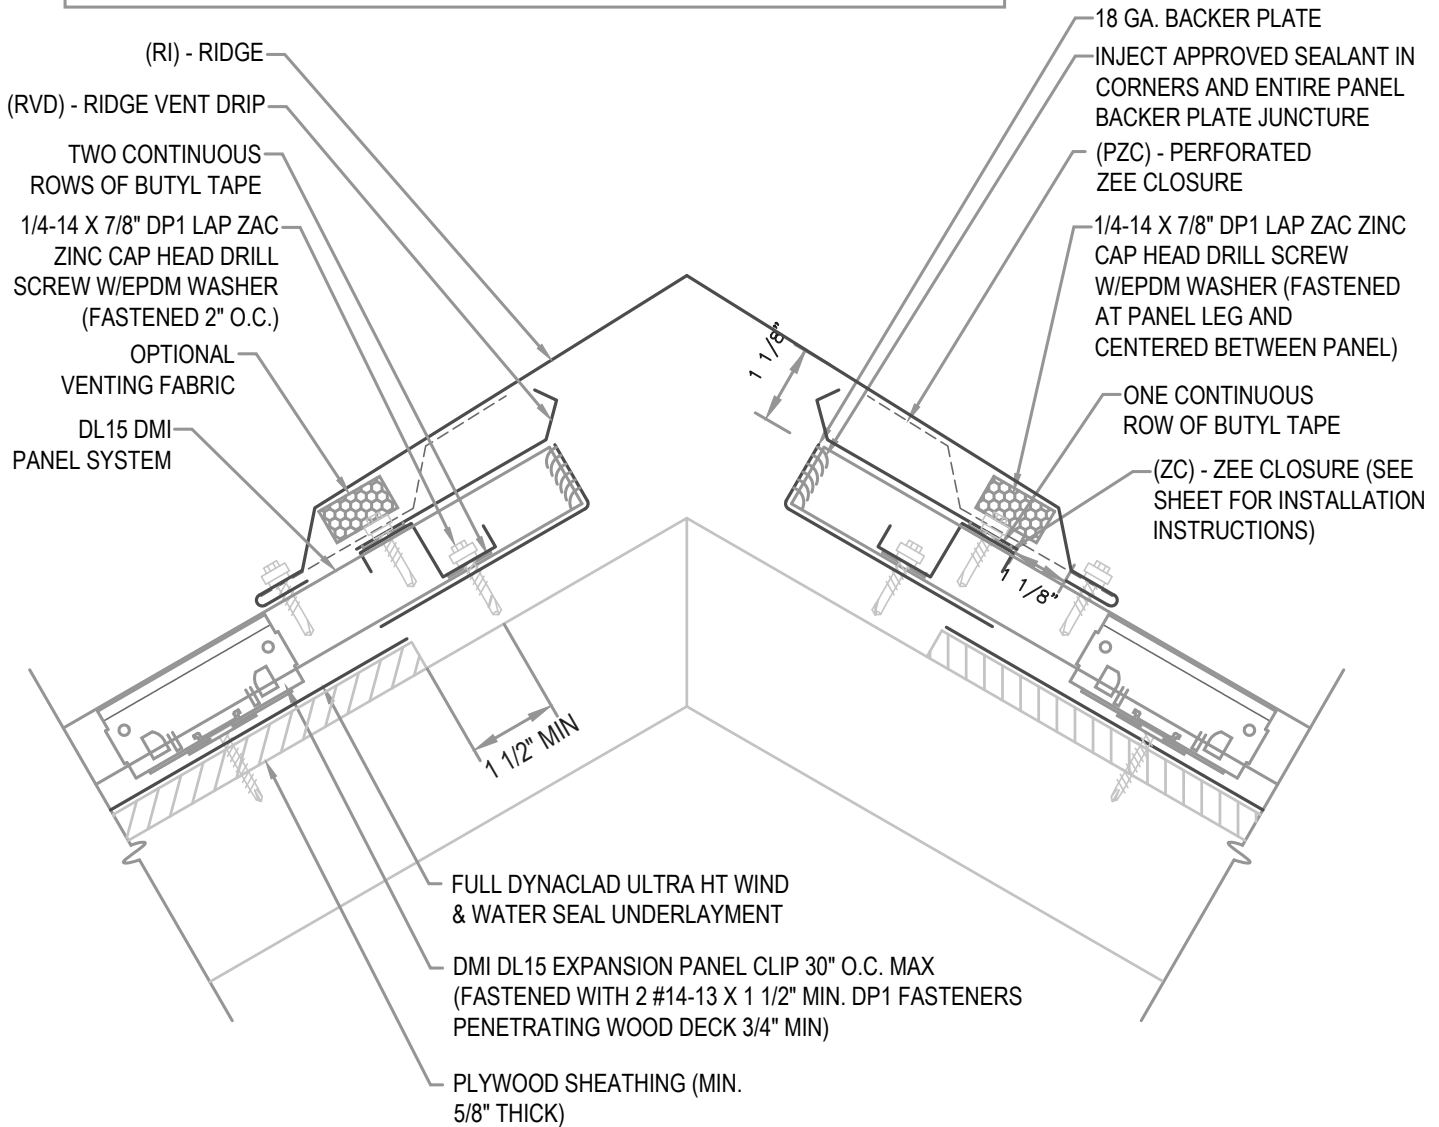 (RI) - RIDGE
(RVD) - RIDGE VENT DRIP
TWO CONTINUOUS
ROWS OF BUTYL TAPE
1/4-14 X 7/8" DP1 LAP ZAC
ZINC CAP HEAD DRILL
SCREW W/EPDM WASHER
(FASTENED 2" O.C.)
OPTIONAL
VENTING FABRIC
DL15 DMI
PANEL SYSTEM
18 GA. BACKER PLATE
INJECT APPROVED SEALANT IN
CORNERS AND ENTIRE PANEL
BACKER PLATE JUNCTURE
(PZC) - PERFORATED
ZEE CLOSURE
1/4-14 X 7/8" DP1 LAP ZAC ZINC
CAP HEAD DRILL SCREW
W/EPDM WASHER (FASTENED
AT PANEL LEG AND
CENTERED BETWEEN PANEL)
ONE CONTINUOUS
ROW OF BUTYL TAPE
(ZC) - ZEE CLOSURE (SEE
SHEET FOR INSTALLATION
INSTRUCTIONS)
1 1/8"
1 1/8"
1 1/2" MIN
FULL DYNACLAD ULTRA HT WIND
& WATER SEAL UNDERLAYMENT
DMI DL15 EXPANSION PANEL CLIP 30" O.C. MAX
(FASTENED WITH 2 #14-13 X 1 1/2" MIN. DP1 FASTENERS
PENETRATING WOOD DECK 3/4" MIN)
PLYWOOD SHEATHING (MIN.
5/8" THICK)